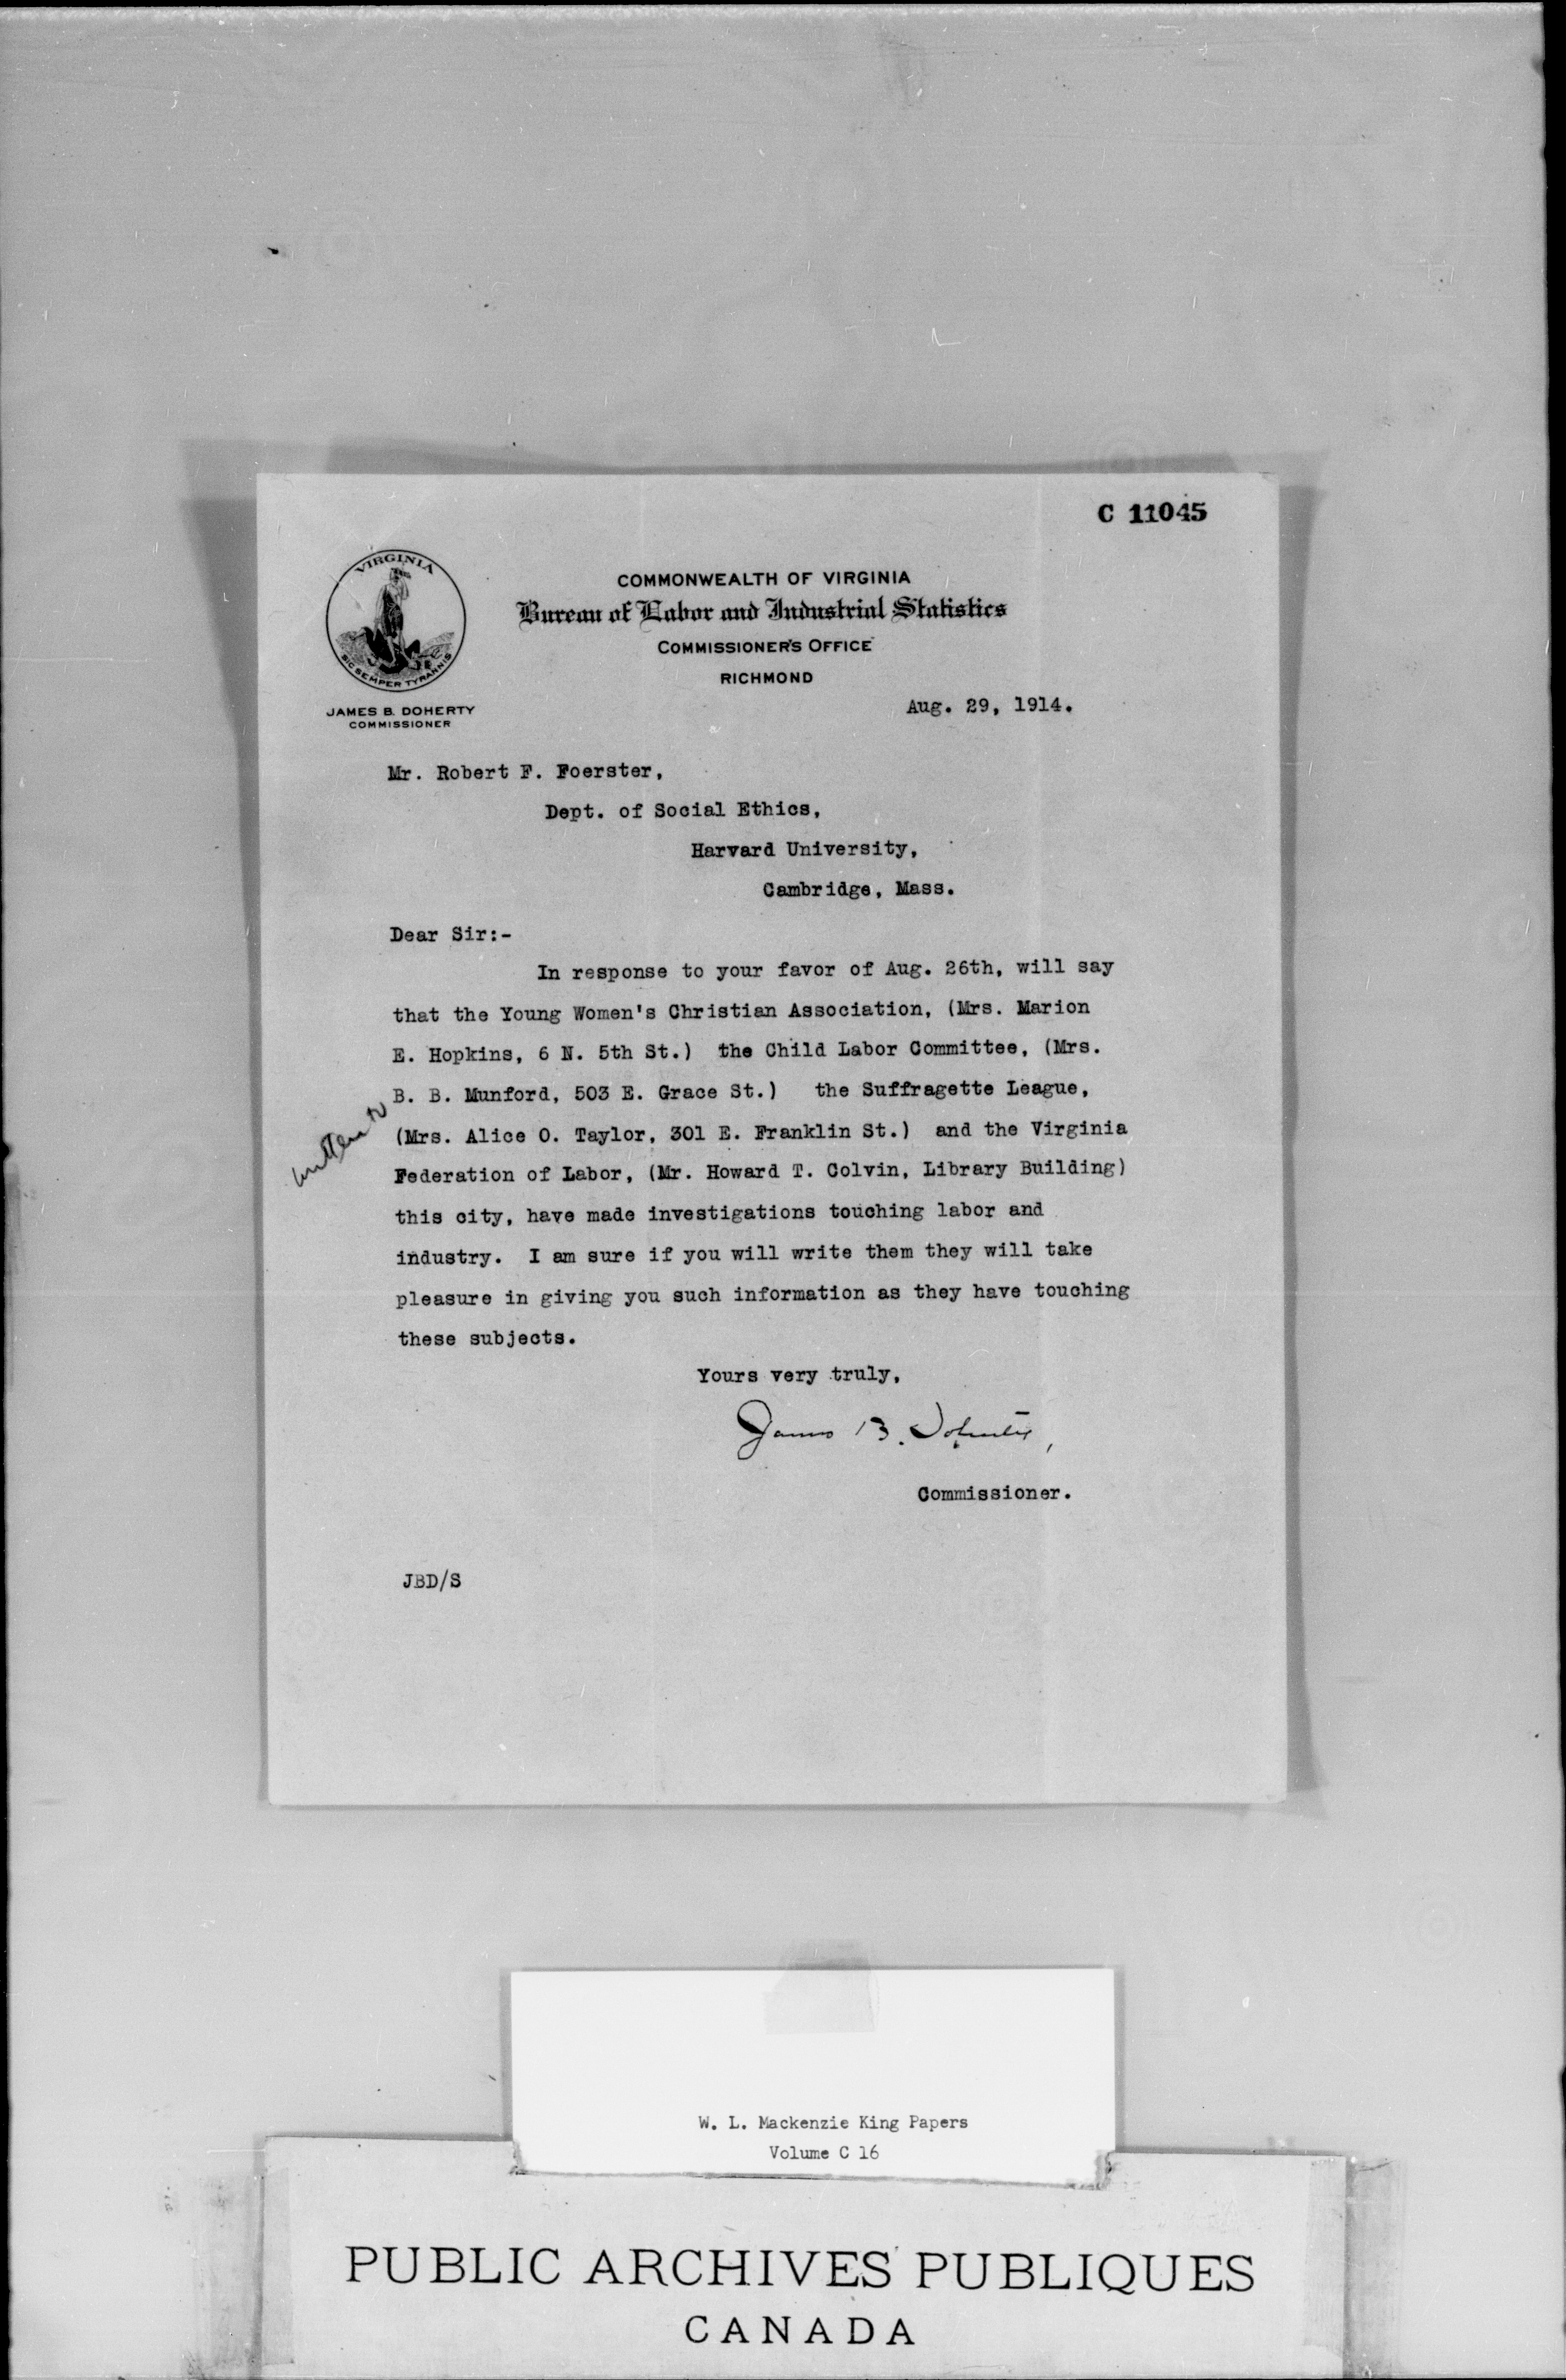 C 11045
VIRGINIA
SIC SEMPER TYRANNIS
JAMES B. DOHERTY
COMMISSIONER
COMMONWEALTH OF VIRGINIA
Bureau of Labor and Industrial Statistics
COMMISSIONER'S OFFICE
RICHMOND
Aug. 29, 1914.
Mr. Robert F. Foerster,
Dept. of Social Ethics,
Harvard University,
Cambridge, Mass.
Dear Sir:-
In response to your favor of Aug. 26th, will say
that the Young Women's Christian Association, (Mrs. Marion
E. Hopkins, 6 N. 5th St.) the Child Labor Committee, (Mrs.
B. B. Munford, 503 E. Grace St.) the Suffragette League,
(Mrs. Alice O. Taylor, 301 E. Franklin St.) and the Virginia
Federation of Labor, (Mr. Howard T. Colvin, Library Building)
this city, have made investigations touching labor and
industry. I am sure if you will write them they will take
pleasure in giving you such information as they have touching
these subjects.
written to
Yours very truly,
James B. Doherty,
Commissioner.
JBD/S
W. L. Mackenzie King Papers
Volume C 16
PUBLIC ARCHIVES PUBLIQUES
CANADA